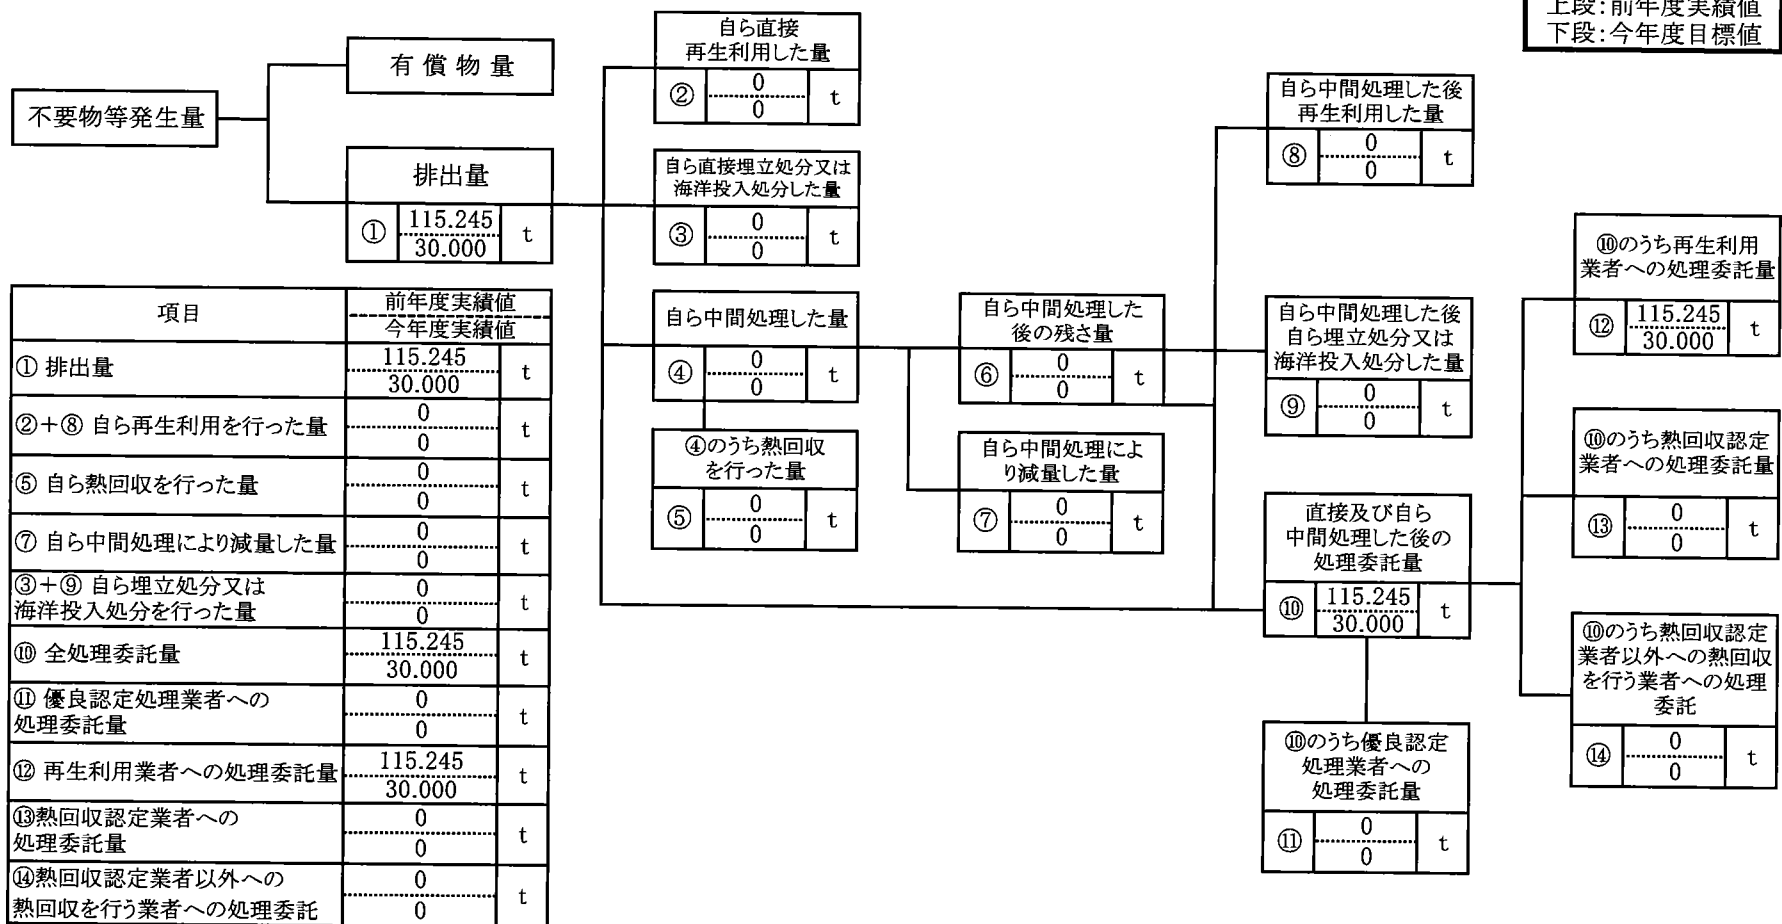 上段:前年度実績値
下段:今年度目標値
不要物等発生量
有償物量
排出量
① 115.245 t
30.000
自ら直接
再生利用した量
② 0 t
0
自ら直接埋立処分又は
海洋投入処分した量
③ 0 t
0
自ら中間処理した量
④ 0 t
0
④のうち熱回収
を行った量
⑤ 0 t
0
自ら中間処理した
後の残さ量
⑥ 0 t
0
自ら中間処理によ
り減量した量
⑦ 0 t
0
自ら中間処理した後
再生利用した量
⑧ 0 t
0
自ら中間処理した後
自ら埋立処分又は
海洋投入処分した量
⑨ 0 t
0
直接及び自ら
中間処理した後の
処理委託量
⑩ 115.245 t
30.000
⑩のうち優良認定
処理業者への
処理委託量
⑪ 0 t
0
⑩のうち再生利用
業者への処理委託量
⑫ 115.245 t
30.000
⑩のうち熱回収認定
業者への処理委託量
⑬ 0 t
0
⑩のうち熱回収認定
業者以外への熱回収
を行う業者への処理
委託
⑭ 0 t
0
項目 前年度実績値
今年度実績値
① 排出量 115.245 t
30.000
②+⑧ 自ら再生利用を行った量 0 t
0
⑤ 自ら熱回収を行った量 0 t
0
⑦ 自ら中間処理により減量した量 0 t
0
③+⑨ 自ら埋立処分又は 0 t
海洋投入処分を行った量 0
⑩ 全処理委託量 115.245 t
30.000
⑪ 優良認定処理業者への 0 t
処理委託量 0
⑫ 再生利用業者への処理委託量 115.245 t
30.000
⑬熱回収認定業者への 0 t
処理委託量 0
⑭熱回収認定業者以外への 0 t
熱回収を行う業者への処理委託 0